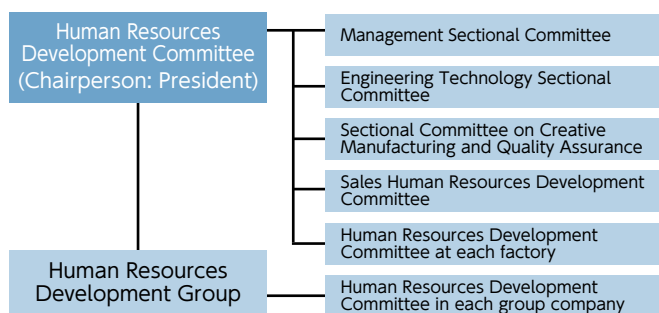 Human Resources
Development Committee
(Chairperson: President)
Management Sectional Committee
Engineering Technology Sectional
Committee
Sectional Committee on Creative
Manufacturing and Quality Assurance
Sales Human Resources Development
Committee
Human Resources Development
Committee at each factory
Human Resources
Development Group
Human Resources Development
Committee in each group company